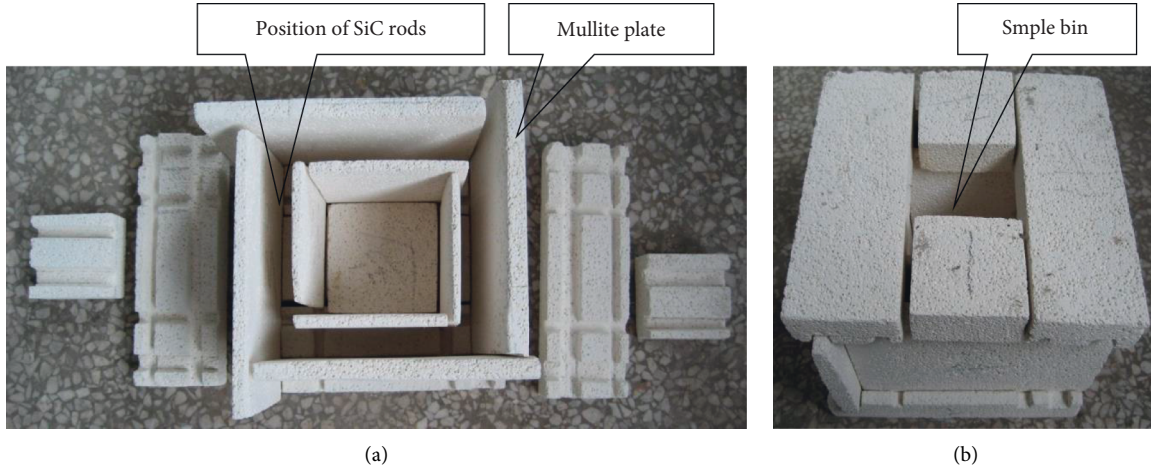 Position of SiC rods
Mullite plate
Smple bin
(a)
(b)